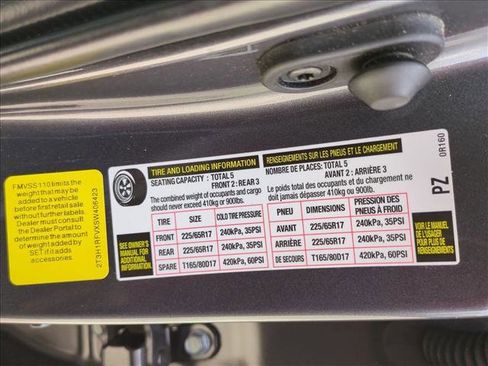 FMVSS 110 limits the
weight that may be
added to a vehicle
before first retail sale
without further labels.
Dealer must consult
the Dealer Portal to
determine the amount
of weight added by
SET if it adds
accessories.
TIRE AND LOADING INFORMATION
SEATING CAPACITY : TOTAL 5
FRONT 2 : REAR 3
The combined weight of occupants and cargo
should never exceed 410kg or 900lbs.
TIRE SIZE COLD TIRE PRESSURE
FRONT 225/65R17 240kPa, 35PSI
REAR 225/65R17 240kPa, 35PSI
SPARE T165/80D17 420kPa, 60PSI
SEE OWNER'S
MANUAL FOR
ADDITIONAL
INFORMATION
RENSEIGNEMENTS SUR LES PNEUS ET LE CHARGEMENT
NOMBRE DE PLACES: TOTAL 5
AVANT 2 : ARRIÈRE 3
Le poids total des occupants et du chargement ne
doit jamais dépasser 410kg ou 900lb.
PNEU DIMENSIONS PRESSION DES
PNEUS À FROID
AVANT 225/65R17 240kPa, 35PSI
ARRIÈRE 225/65R17 240kPa, 35PSI
DE SECOURS T165/80D17 420kPa, 60PSI
VOIR LE MANUEL
DE L'USAGER
POUR PLUS DE
RENSEIGNEMENTS
PZ
0R160